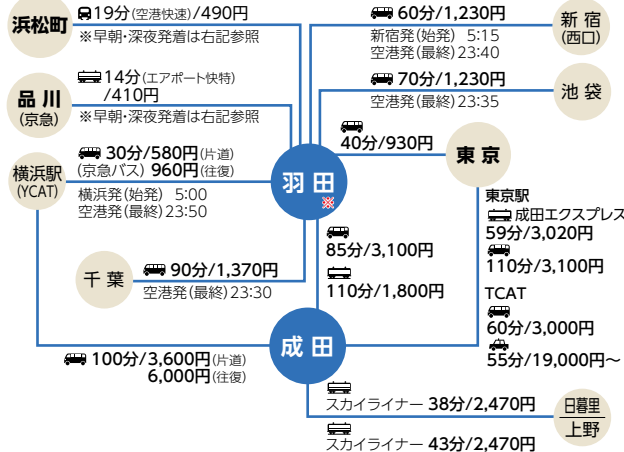 浜松町
19分(空港快速)/490円
※早朝・深夜発着は右記参照
60分/1,230円
新宿発(始発) 5:15
空港発(最終) 23:40
新宿
(西口)
品川
(京急)
14分(エアポート快特)
/410円
※早朝・深夜発着は右記参照
70分/1,230円
空港発(最終) 23:35
池袋
40分/930円
東京
横浜駅
(YCAT)
30分/580円(片道)
(京急バス) 960円(往復)
横浜発(始発) 5:00
空港発(最終) 23:50
羽田
※
東京駅
成田エクスプレス
59分/3,020円
110分/3,100円
TCAT
60分/3,000円
55分/19,000円～
千葉
90分/1,370円
空港発(最終) 23:30
85分/3,100円
110分/1,800円
成田
100分/3,600円(片道)
6,000円(往復)
スカイライナー 38分/2,470円
スカイライナー 43分/2,470円
日暮里
上野